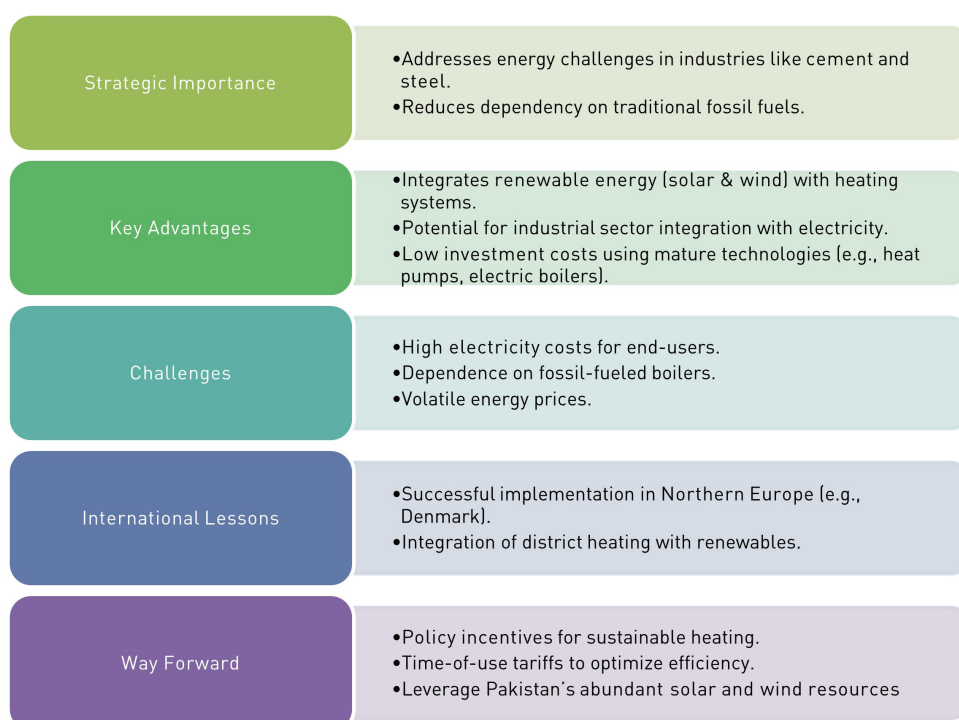 Strategic Importance
•Addresses energy challenges in industries like cement and
steel.
•Reduces dependency on traditional fossil fuels.
Key Advantages
•Integrates renewable energy (solar & wind) with heating
systems.
•Potential for industrial sector integration with electricity.
•Low investment costs using mature technologies (e.g., heat
pumps, electric boilers).
Challenges
•High electricity costs for end-users.
•Dependence on fossil-fueled boilers.
•Volatile energy prices.
International Lessons
•Successful implementation in Northern Europe (e.g.,
Denmark).
•Integration of district heating with renewables.
Way Forward
•Policy incentives for sustainable heating.
•Time-of-use tariffs to optimize efficiency.
•Leverage Pakistan’s abundant solar and wind resources